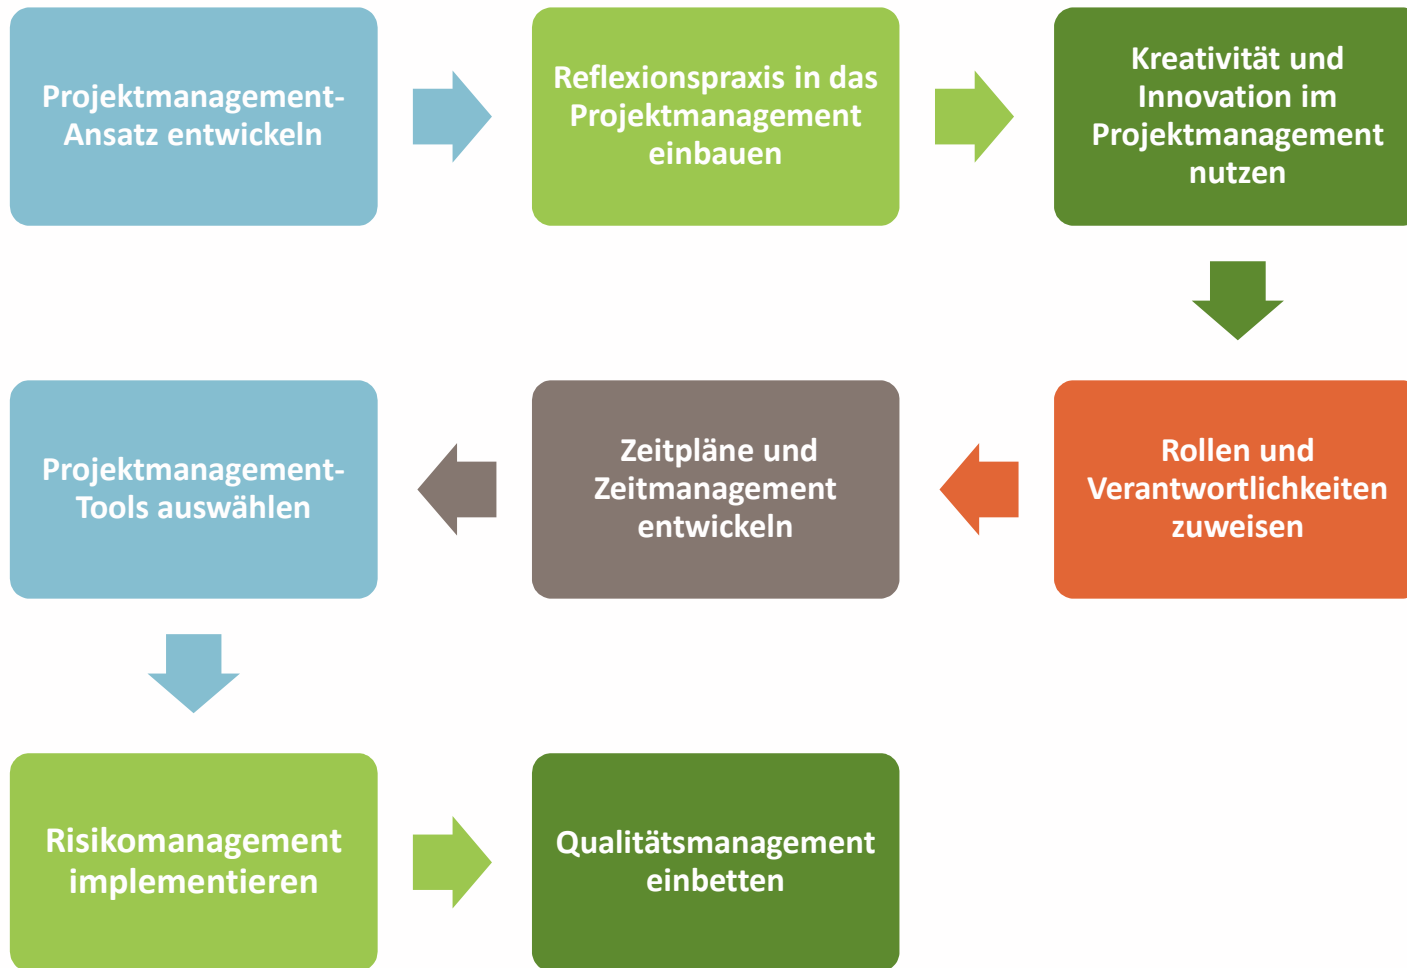 Projektmanagement-
Ansatz entwickeln
Reflexionspraxis in das
Projektmanagement
einbauen
Kreativität und
Innovation im
Projektmanagement
nutzen
Rollen und
Verantwortlichkeiten
zuweisen
Zeitpläne und
Zeitmanagement
entwickeln
Projektmanagement-
Tools auswählen
Risikomanagement
implementieren
Qualitätsmanagement
einbetten